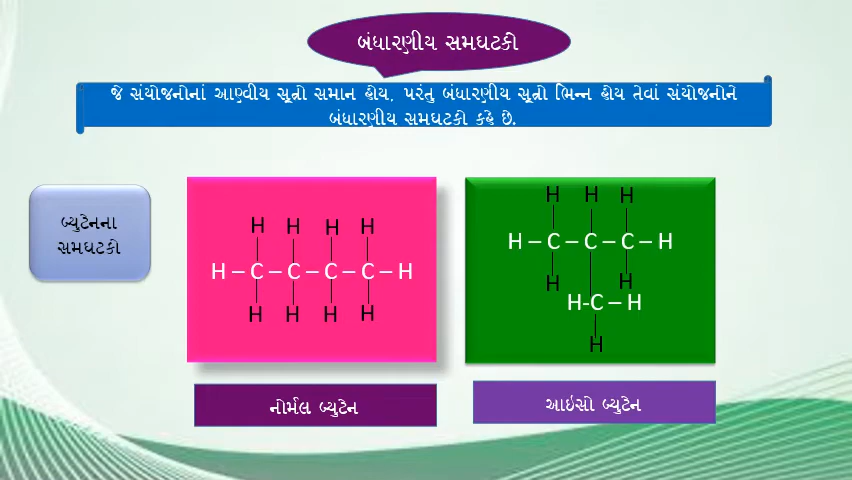 બંધારણીય સમઘટકો
જે સંયોજનોનાં આણ્વીય સૂત્રો સમાન હોય, પરંતુ બંધારણીય સૂત્રો ભિન્ન હોય તેવાં સંયોજનોને
બંધારણીય સમઘટકો કહે છે.
બ્યુટેનના
સમઘટકો
H H H H
H – C – C – C – C – H
H H H H
નોર્મલ બ્યુટેન
H H H
H – C – C – C – H
H H
H-C – H
H
આઇસો બ્યુટેન